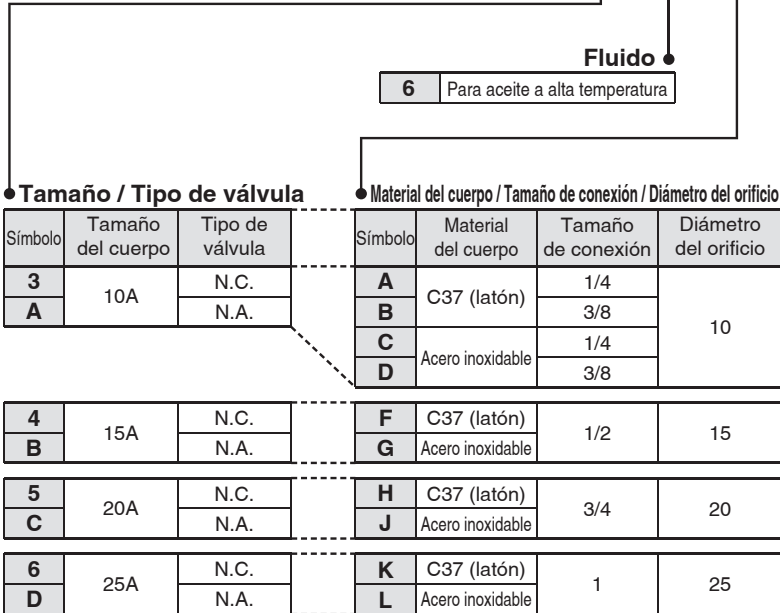 Fluido
6 Para aceite a alta temperatura
Tamaño / Tipo de válvula
Símbolo Tamaño del cuerpo Tipo de válvula
3 10A N.C.
A N.A.
4 15A N.C.
B N.A.
5 20A N.C.
C N.A.
6 25A N.C.
D N.A.
Material del cuerpo / Tamaño de conexión / Diámetro del orificio
Símbolo Material del cuerpo Tamaño de conexión Diámetro del orificio
A C37 (latón) 1/4 10
B 3/8
C Acero inoxidable 1/4
D 3/8
F C37 (latón) 1/2 15
G Acero inoxidable
H C37 (latón) 3/4 20
J Acero inoxidable
K C37 (latón) 1 25
L Acero inoxidable